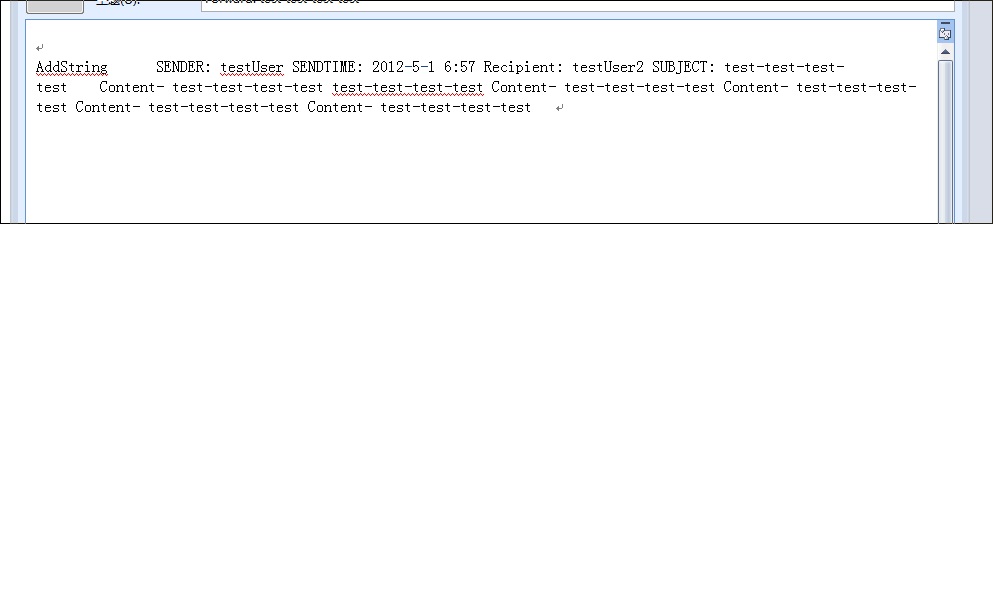 AddString      SENDER: testUser SENDTIME: 2012-5-1 6:57 Recipient: testUser2 SUBJECT: test-test-test-
test    Content- test-test-test-test test-test-test-test Content- test-test-test-test Content- test-test-test-
test Content- test-test-test-test Content- test-test-test-test